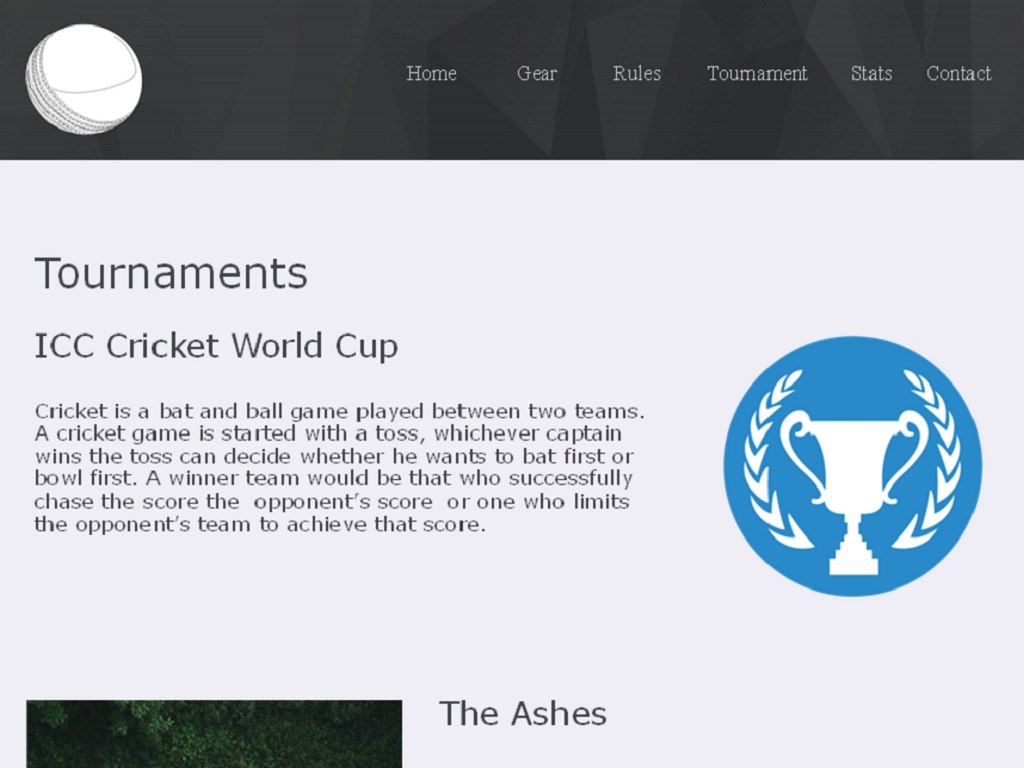 Home Gear Rules Tournament Stats Contact
Tournaments
ICC Cricket World Cup
Cricket is a bat and ball game played between two teams.
A cricket game is started with a toss, whichever captain
wins the toss can decide whether he wants to bat first or
bowl first. A winner team would be that who successfully
chase the score the  opponent's score  or one who limits
the opponent's team to achieve that score.
The Ashes